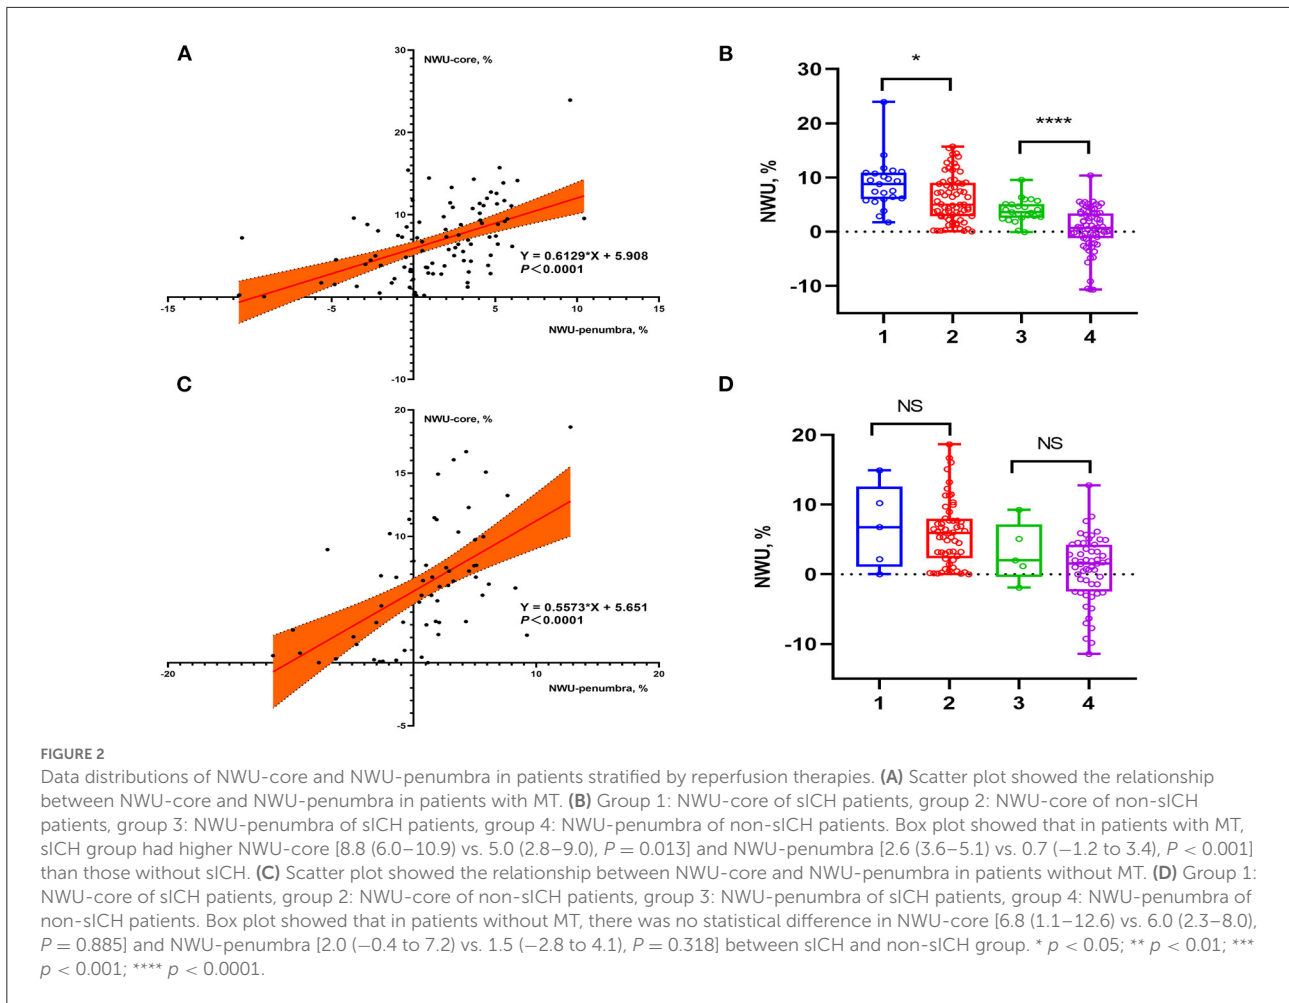 A
30
NWU-core, %
20
10
Y = 0.6129*X + 5.908
P<0.0001
-15
-5
5
10
15
NWU-penumbra, %
-10
B
*
****
30
20
10
0
-10
NWU, %
1
2
3
4
C
20
NWU-core, %
15
10
5
Y = 0.5573*X + 5.651
P<0.0001
-20
10
20
NWU-penumbra, %
-5
D
NS
NS
20
10
0
-10
NWU, %
1
2
3
4
FIGURE 2
Data distributions of NWU-core and NWU-penumbra in patients stratified by reperfusion therapies. (A) Scatter plot showed the relationship
between NWU-core and NWU-penumbra in patients with MT. (B) Group 1: NWU-core of sICH patients, group 2: NWU-core of non-sICH
patients, group 3: NWU-penumbra of sICH patients, group 4: NWU-penumbra of non-sICH patients. Box plot showed that in patients with MT,
sICH group had higher NWU-core [8.8 (6.0–10.9) vs. 5.0 (2.8–9.0), P = 0.013] and NWU-penumbra [2.6 (3.6–5.1) vs. 0.7 (−1.2 to 3.4), P < 0.001]
than those without sICH. (C) Scatter plot showed the relationship between NWU-core and NWU-penumbra in patients without MT. (D) Group 1:
NWU-core of sICH patients, group 2: NWU-core of non-sICH patients, group 3: NWU-penumbra of sICH patients, group 4: NWU-penumbra of
non-sICH patients. Box plot showed that in patients without MT, there was no statistical difference in NWU-core [6.8 (1.1–12.6) vs. 6.0 (2.3–8.0),
P = 0.885] and NWU-penumbra [2.0 (−0.4 to 7.2) vs. 1.5 (−2.8 to 4.1), P = 0.318] between sICH and non-sICH group. * p < 0.05; ** p < 0.01; ***
p < 0.001; **** p < 0.0001.